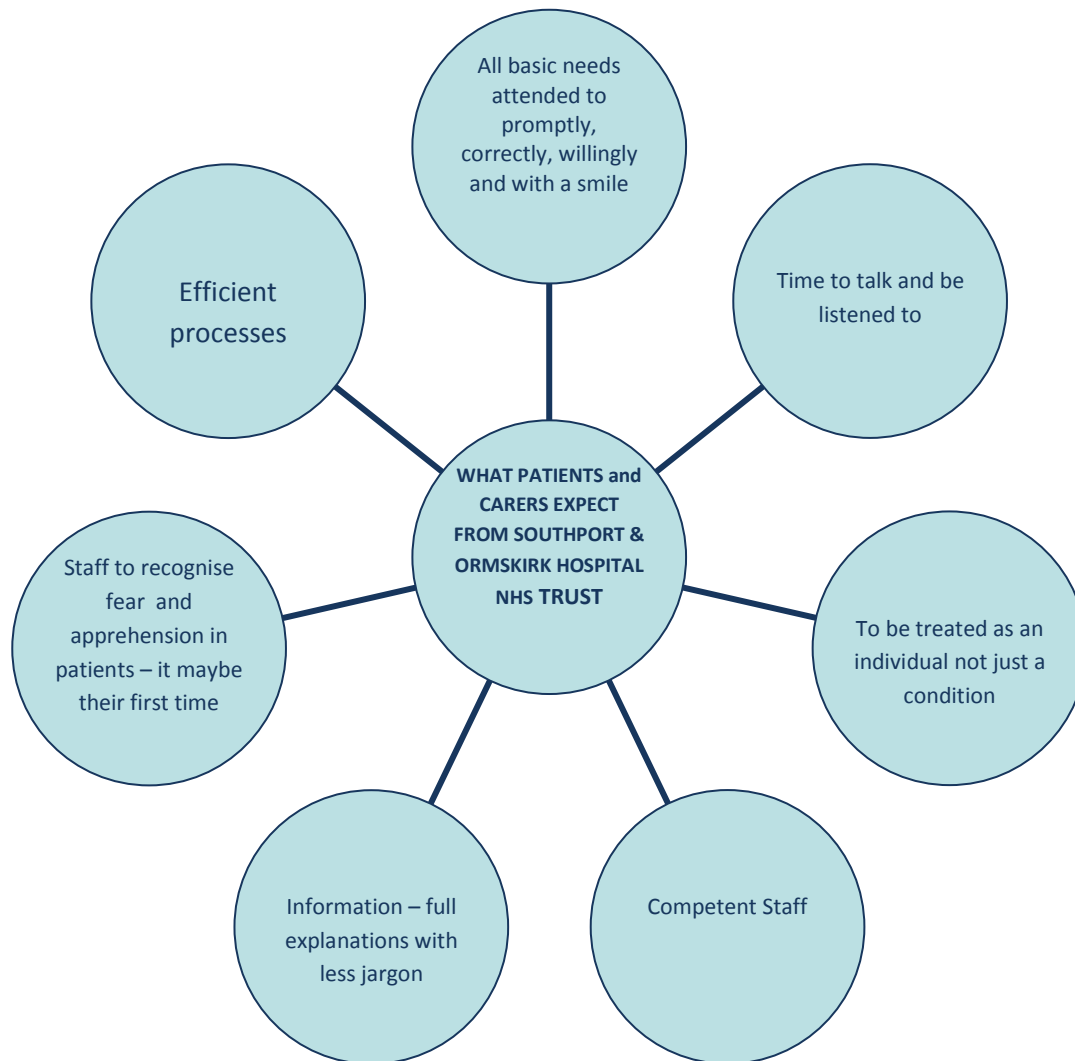 All basic needs
attended to
promptly,
correctly, willingly
and with a smile
Efficient
processes
Time to talk and be
listened to
WHAT PATIENTS and
CARERS EXPECT
FROM SOUTHPORT &
ORMSKIRK HOSPITAL
NHS TRUST
Staff to recognise
fear and
apprehension in
patients – it maybe
their first time
To be treated as an
individual not just a
condition
Information – full
explanations with
less jargon
Competent Staff